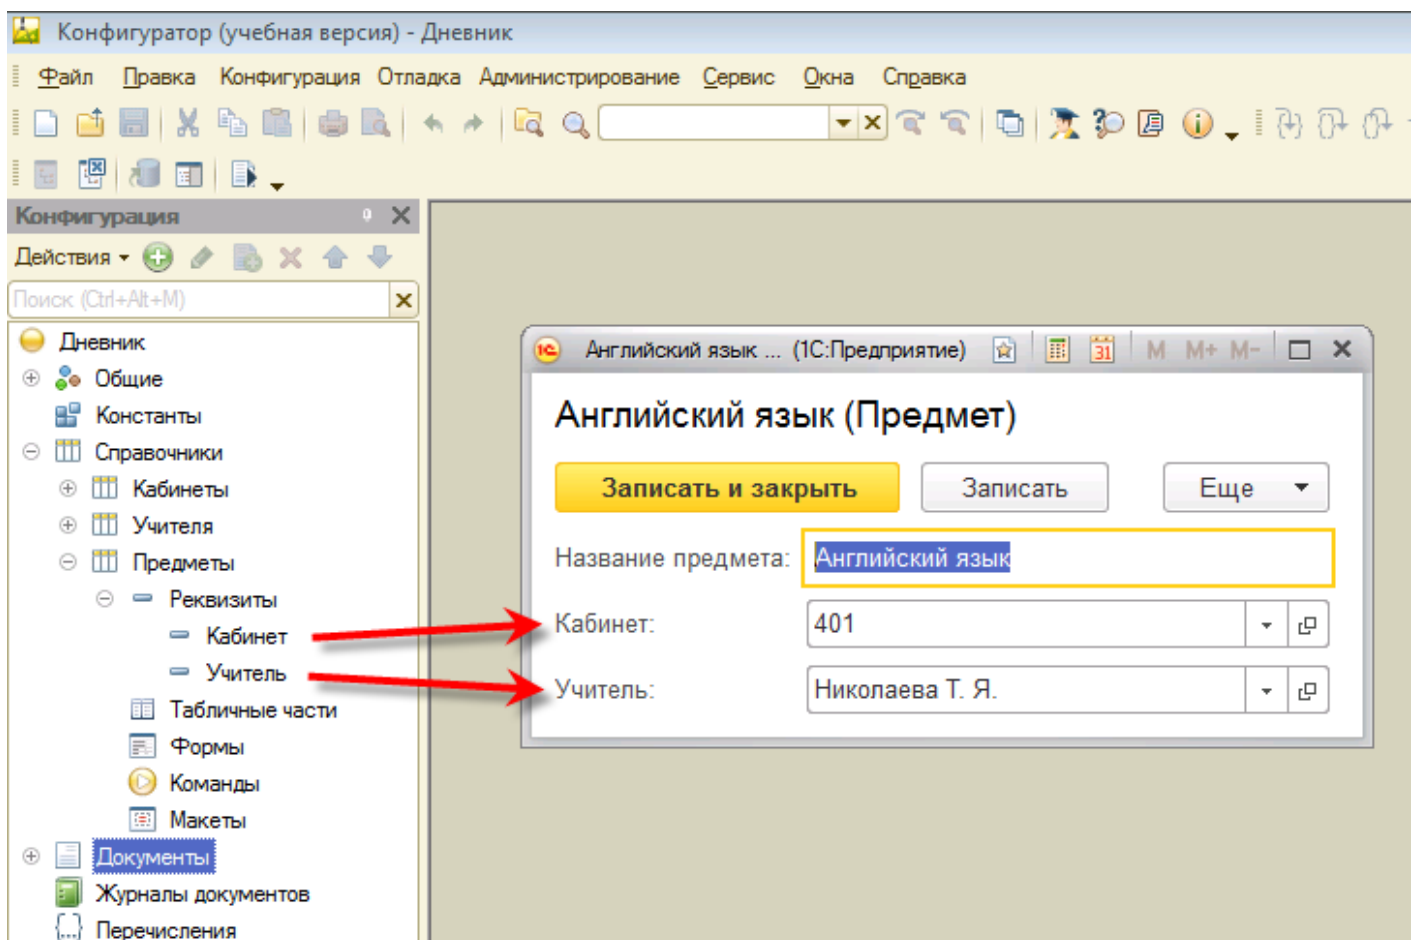 Конфигуратор (учебная версия) - Дневник
Файл Правка Конфигурация Отладка Администрирование Сервис Окна Справка
Конфигурация
Действия
Поиск (Ctrl+Alt+M)
Дневник
Общие
Константы
Справочники
Кабинеты
Учителя
Предметы
Реквизиты
Кабинет
Учитель
Табличные части
Формы
Команды
Макеты
Документы
Журналы документов
Перечисления
1С Английский язык ... (1С:Предприятие) 31 M M+ M-
Английский язык (Предмет)
Записать и закрыть Записать Еще
Название предмета: Английский язык
Кабинет: 401
Учитель: Николаева Т. Я.